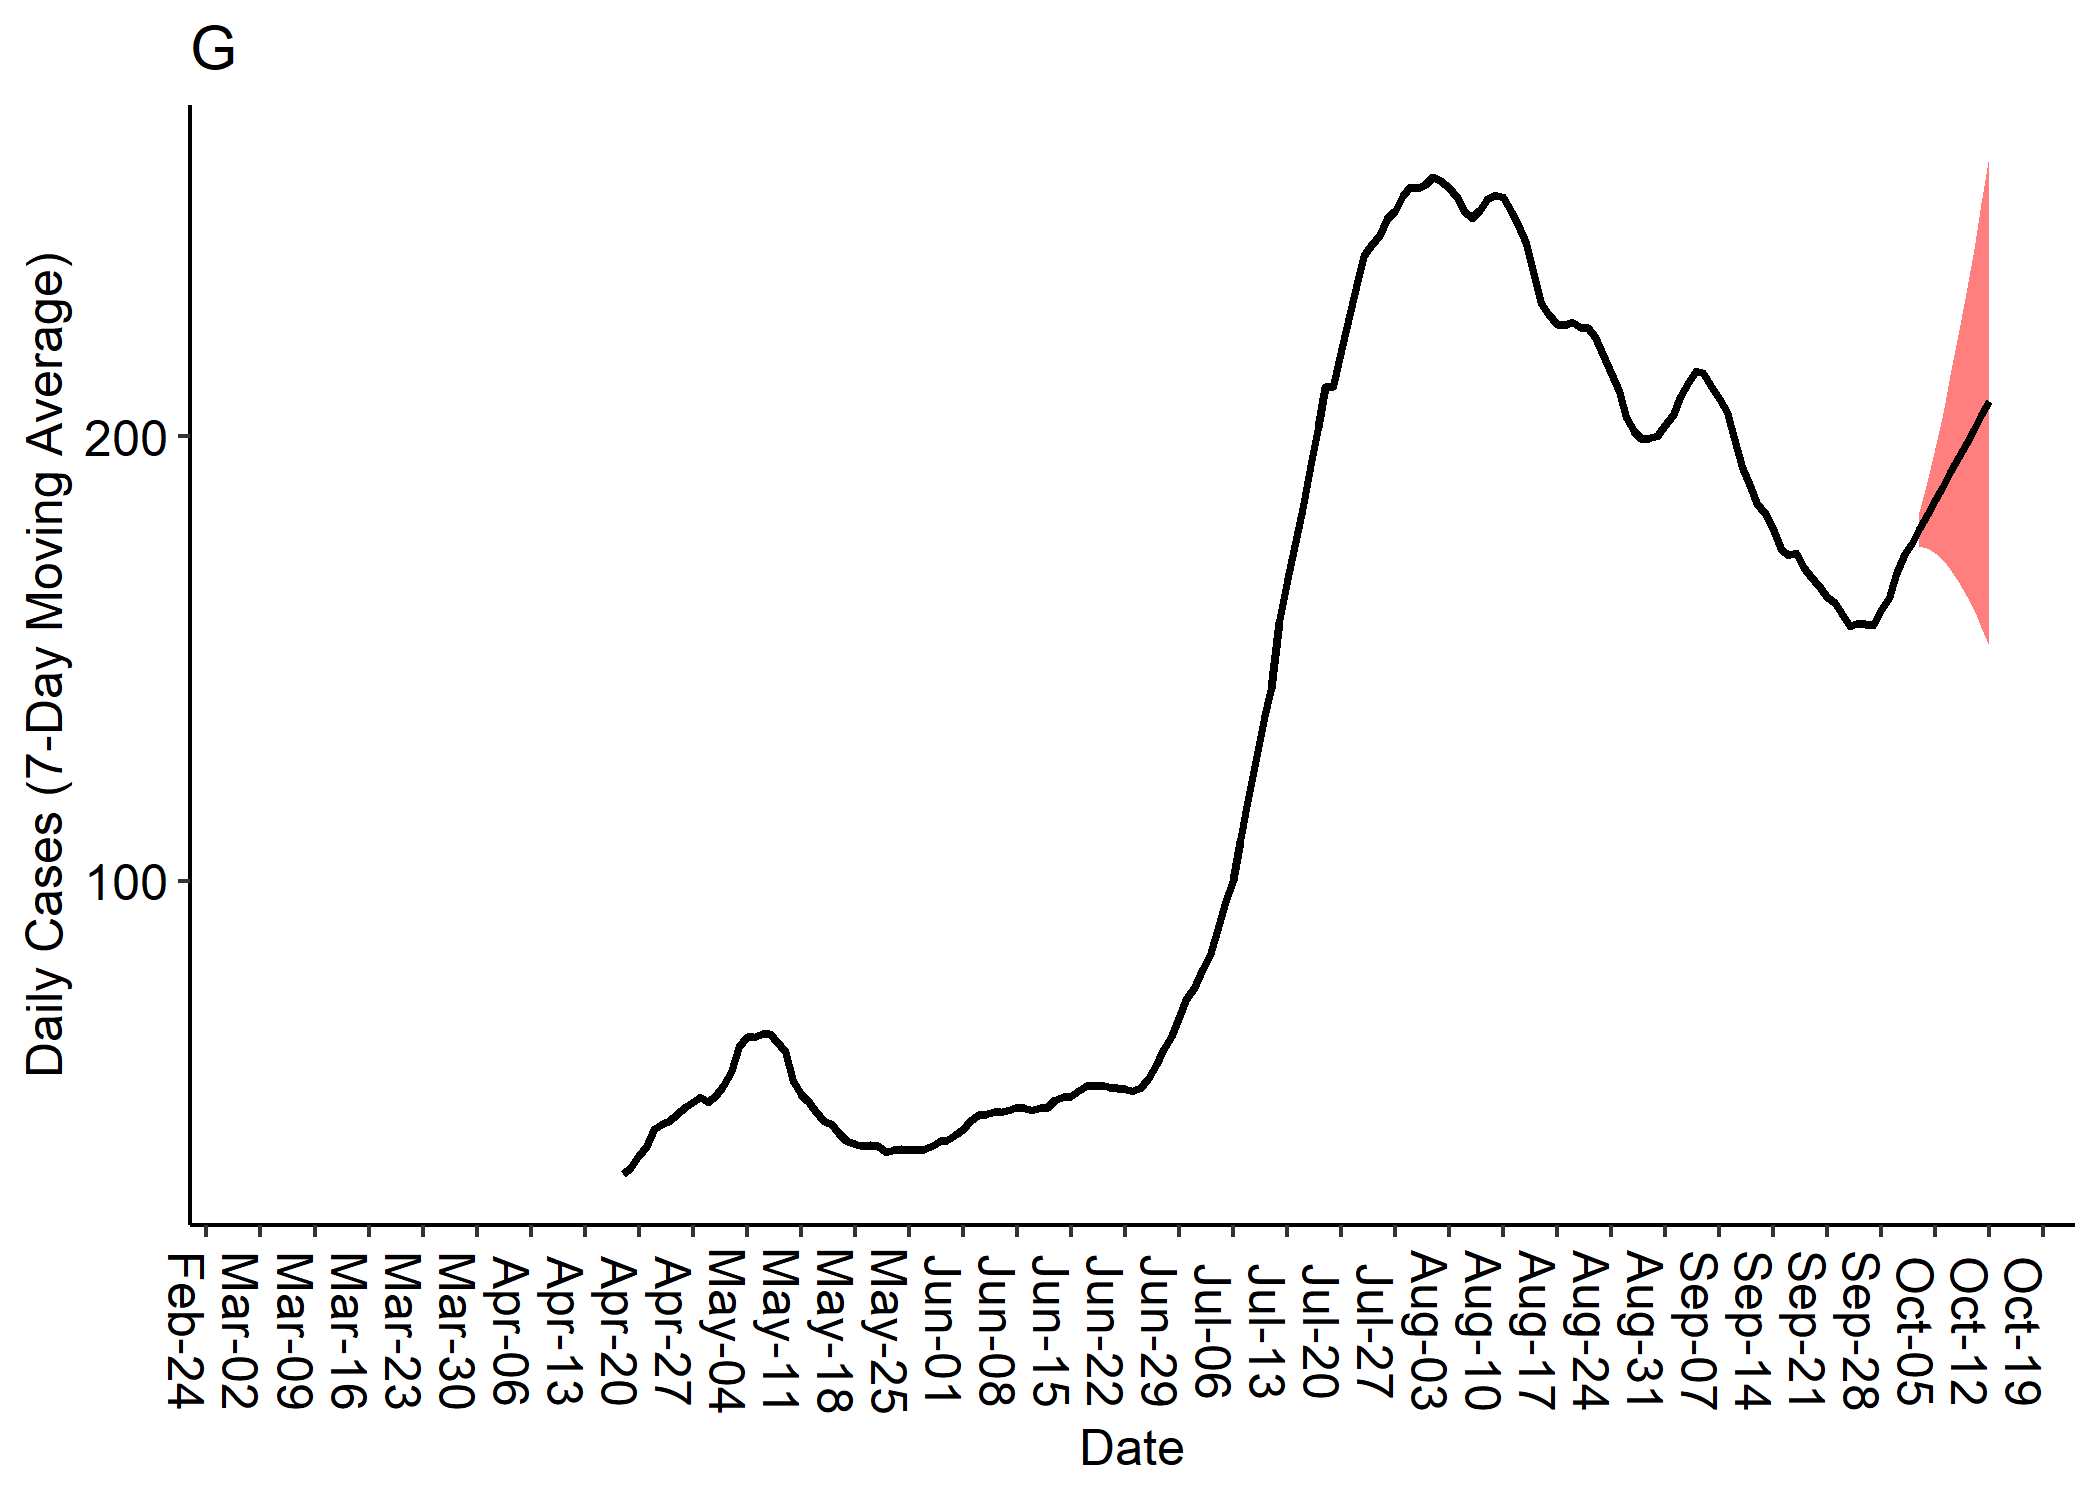 G
Daily Cases (7-Day Moving Average)
200
100
Feb-24
Mar-02
Mar-09
Mar-16
Mar-23
Mar-30
Apr-06
Apr-13
Apr-20
Apr-27
May-04
May-11
May-18
May-25
Jun-01
Jun-08
Jun-15
Jun-22
Jun-29
Jul-06
Jul-13
Jul-20
Jul-27
Aug-03
Aug-10
Aug-17
Aug-24
Aug-31
Sep-07
Sep-14
Sep-21
Sep-28
Oct-05
Oct-12
Oct-19
Date